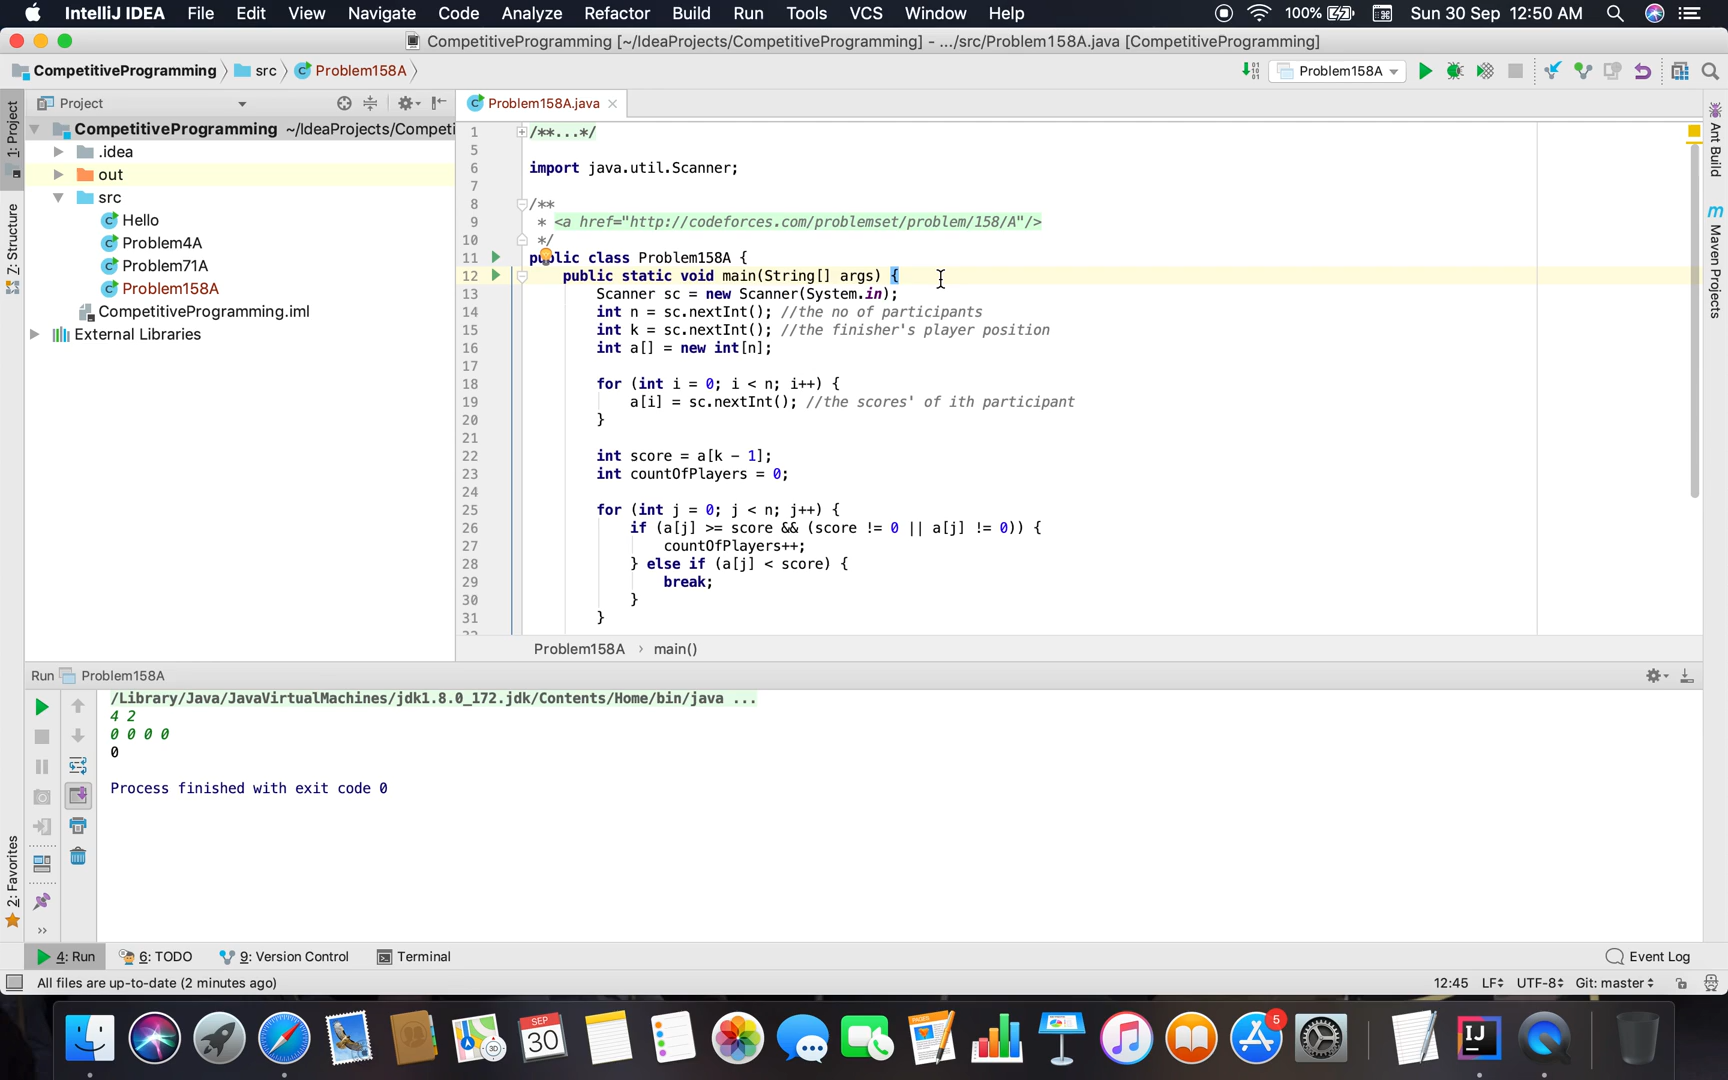 IntelliJ IDEA File Edit View Navigate Code Analyze Refactor Build Run Tools VCS Window Help 100% Sun 30 Sep 12:50 AM
CompetitiveProgramming [~/IdeaProjects/CompetitiveProgramming] - .../src/Problem158A.java [CompetitiveProgramming]
CompetitiveProgramming src Problem158A Problem158A
Project
Problem158A.java
1: Project
Z: Structure
2: Favorites
CompetitiveProgramming ~/IdeaProjects/Competi
.idea
out
src
Hello
Problem4A
Problem71A
Problem158A
CompetitiveProgramming.iml
External Libraries
1 /**...*/
5
6 import java.util.Scanner;
7
8 /**
9 * <a href="http://codeforces.com/problemset/problem/158/A"/>
10 */
11 public class Problem158A {
12 public static void main(String[] args) {
13 Scanner sc = new Scanner(System.in);
14 int n = sc.nextInt(); //the no of participants
15 int k = sc.nextInt(); //the finisher's player position
16 int a[] = new int[n];
17
18 for (int i = 0; i < n; i++) {
19 a[i] = sc.nextInt(); //the scores' of ith participant
20 }
21
22 int score = a[k - 1];
23 int countOfPlayers = 0;
24
25 for (int j = 0; j < n; j++) {
26 if (a[j] >= score && (score != 0 || a[j] != 0)) {
27 countOfPlayers++;
28 } else if (a[j] < score) {
29 break;
30 }
31 }
Problem158A › main()
Ant Build
Maven Projects
Run Problem158A
/Library/Java/JavaVirtualMachines/jdk1.8.0_172.jdk/Contents/Home/bin/java ...
4 2
0 0 0 0
0
Process finished with exit code 0
4: Run 6: TODO 9: Version Control Terminal Event Log
All files are up-to-date (2 minutes ago) 12:45 LF UTF-8 Git: master
SEP
30
3D
5
IJ